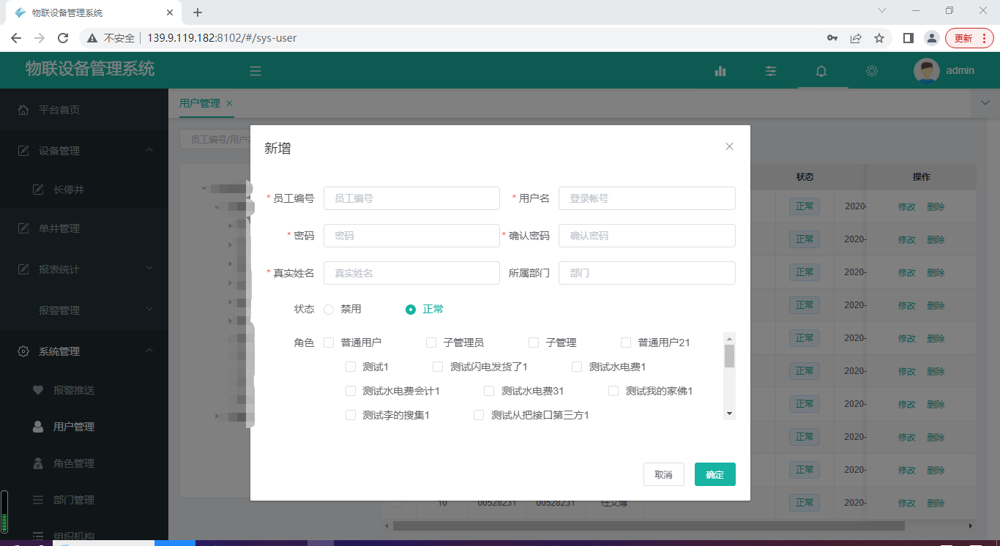 物联设备管理系统
不安全 139.9.119.182:8102/#/sys-user
更新
物联设备管理系统
admin
平台首页
设备管理
长停井
单井管理
报表统计
报警管理
系统管理
报警推送
用户管理
角色管理
部门管理
组织机构
用户管理
员工编号/用户
状态 操作
正常 2020- 修改 删除
正常 2020- 修改 删除
正常 2020- 修改 删除
正常 2020- 修改 删除
正常 2020- 修改 删除
正常 2020- 修改 删除
正常 2020- 修改 删除
正常 2020- 修改 删除
正常 2020- 修改 删除
10 00528231 00528231 任文博 正常 2020- 修改 删除
新增
* 员工编号 员工编号 * 用户名 登录帐号
* 密码 密码 * 确认密码 确认密码
* 真实姓名 真实姓名 所属部门 部门
状态 禁用 正常
角色 普通用户 子管理员 子管理 普通用户21
测试1 测试闪电发货了1 测试水电费1
测试水电费会计1 测试水电费31 测试我的家佛1
测试李的搜集1 测试从把接口第三方1
取消 确定